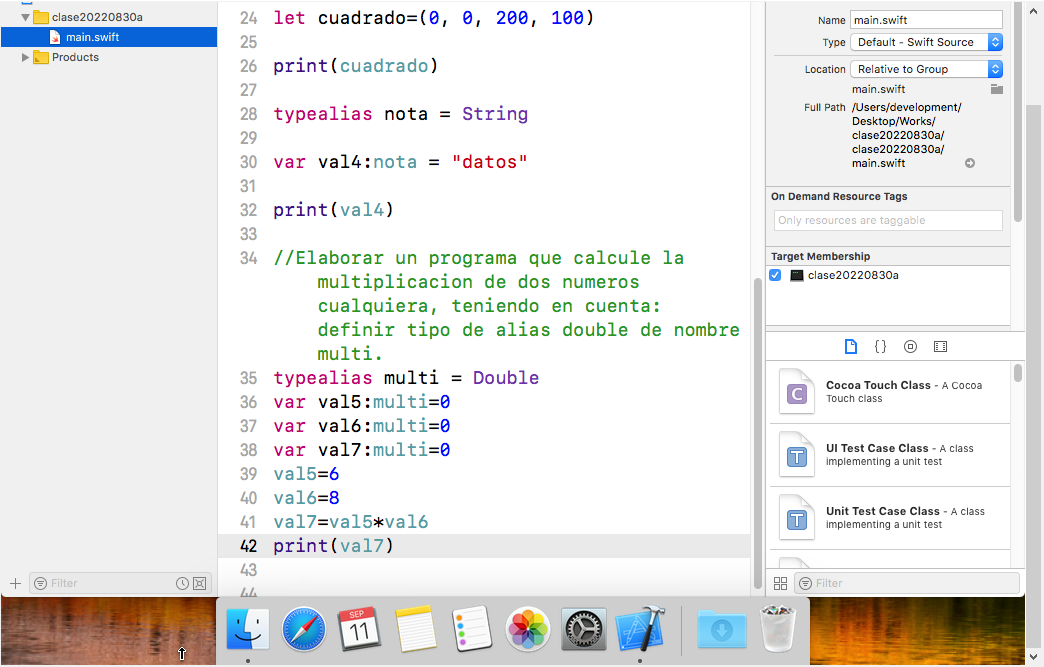 clase20220830a
main.swift
Products
Filter
24 let cuadrado=(0, 0, 200, 100)
25
26 print(cuadrado)
27
28 typealias nota = String
29
30 var val4:nota = "datos"
31
32 print(val4)
33
34 //Elaborar un programa que calcule la
multiplicacion de dos numeros
cualquiera, teniendo en cuenta:
definir tipo de alias double de nombre
multi.
35 typealias multi = Double
36 var val5:multi=0
37 var val6:multi=0
38 var val7:multi=0
39 val5=6
40 val6=8
41 val7=val5*val6
42 print(val7)
43
44
Name main.swift
Type Default - Swift Source
Location Relative to Group
main.swift
Full Path /Users/development/
Desktop/Works/
clase20220830a/
clase20220830a/
main.swift
On Demand Resource Tags
Only resources are taggable
Target Membership
clase20220830a
{}
C
Cocoa Touch Class - A Cocoa
Touch class
T
UI Test Case Class - A class
implementing a unit test
T
Unit Test Case Class - A class
implementing a unit test
Filter
SEP
11